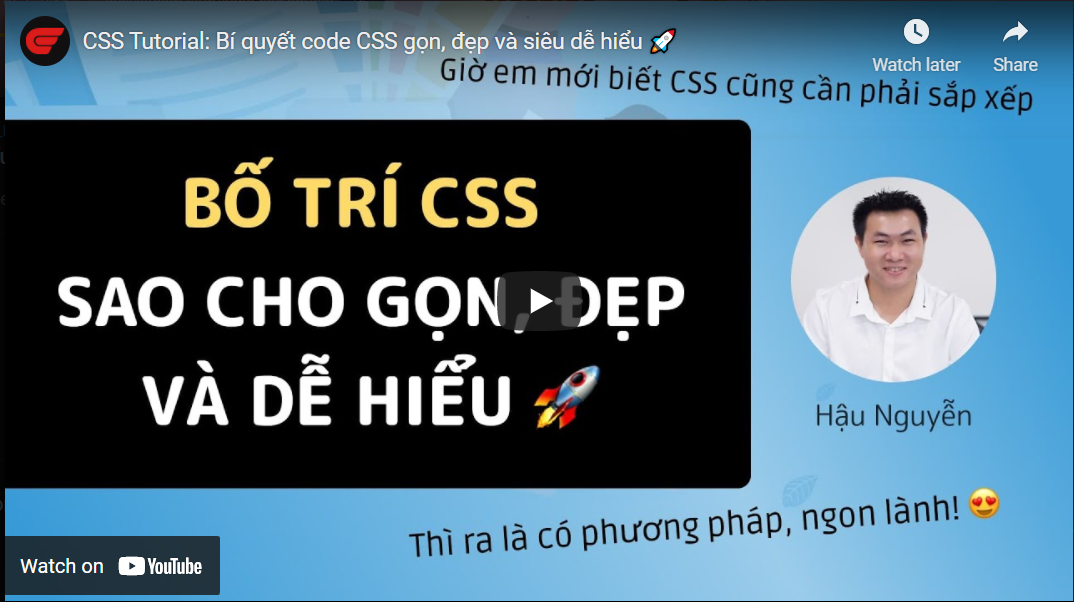 CSS Tutorial: Bí quyết code CSS gọn, đẹp và siêu dễ hiểu 🚀
Watch later
Share
Giờ em mới biết CSS cũng cần phải sắp xếp
BỐ TRÍ CSS
SAO CHO GỌN, ĐẸP
VÀ DỄ HIỂU 🚀
Hậu Nguyễn
Thì ra là có phương pháp, ngon lành! 😍
Watch on YouTube